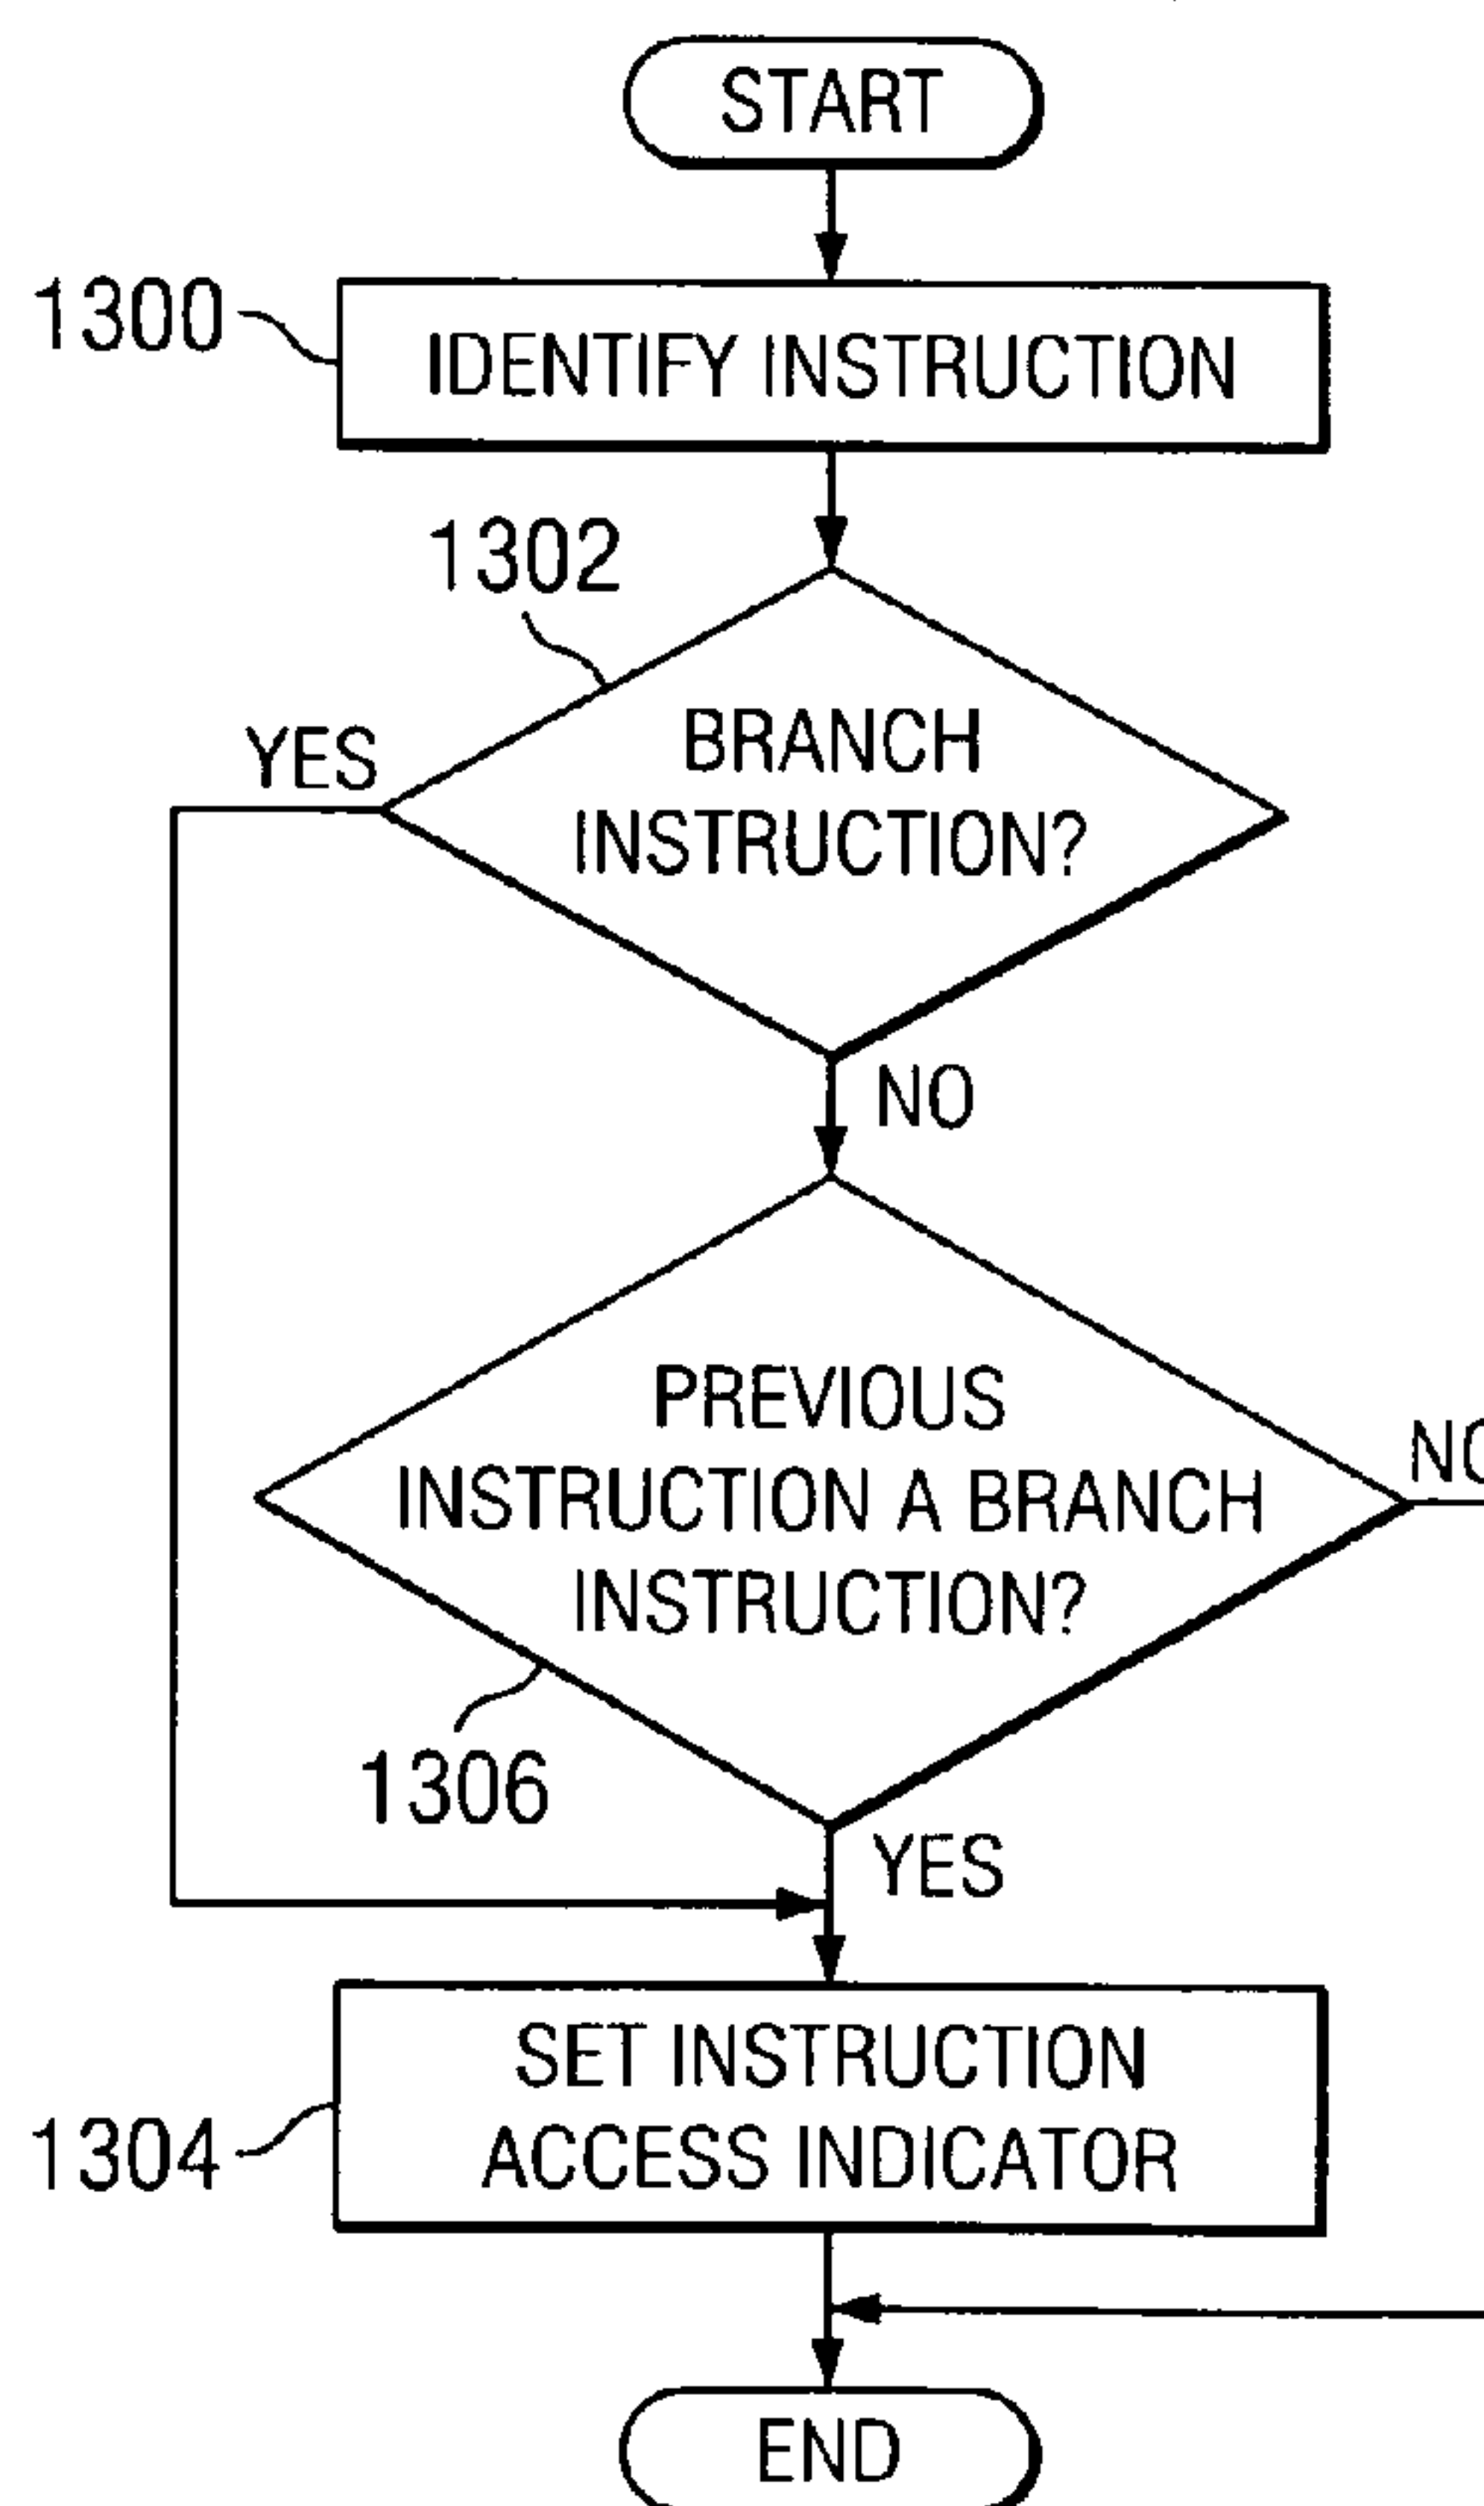 START
1300
IDENTIFY INSTRUCTION
1302
YES
BRANCH
INSTRUCTION?
NO
PREVIOUS
INSTRUCTION A BRANCH
INSTRUCTION?
NO
1306
YES
SET INSTRUCTION
ACCESS INDICATOR
1304
END